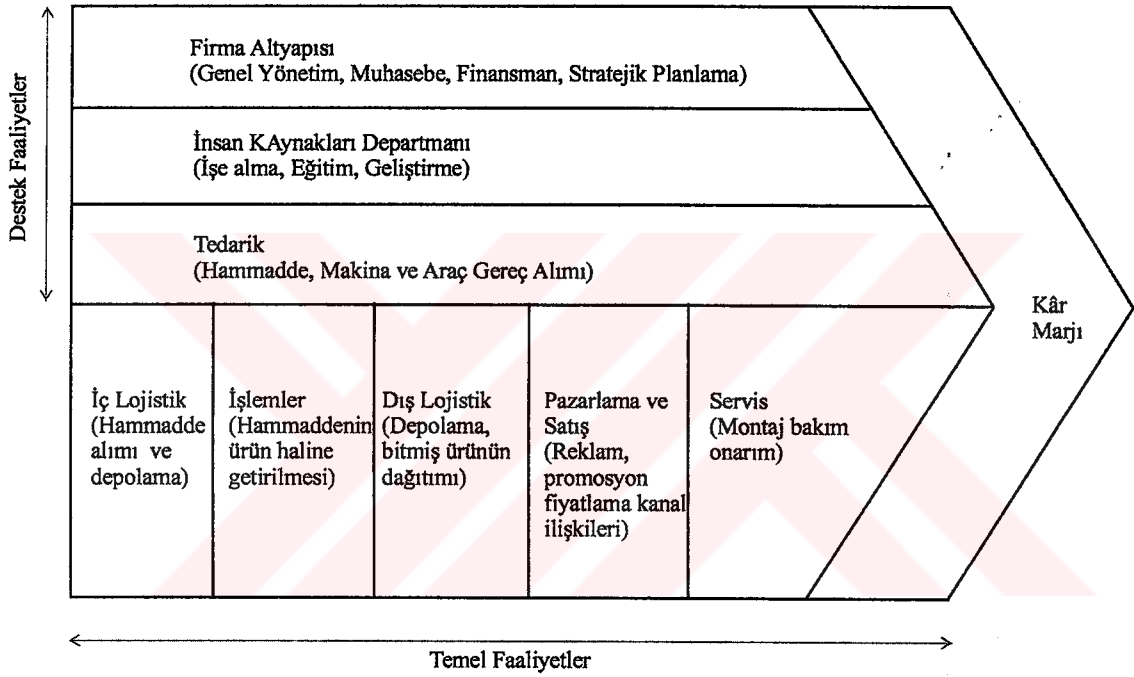 Destek Faaliyetler
Firma Altyapısı
(Genel Yönetim, Muhasebe, Finansman, Stratejik Planlama)
İnsan KAynakları Departmanı
(İşe alma, Eğitim, Geliştirme)
Tedarik
(Hammadde, Makina ve Araç Gereç Alımı)
Kâr
Marjı
İç Lojistik
(Hammadde
alımı ve
depolama)
İşlemler
(Hammaddenin
ürün haline
getirilmesi)
Dış Lojistik
(Depolama,
bitmiş ürünün
dağıtımı)
Pazarlama ve
Satış
(Reklam,
promosyon
fiyatlama kanal
ilişkileri)
Servis
(Montaj bakım
onarım)
Temel Faaliyetler